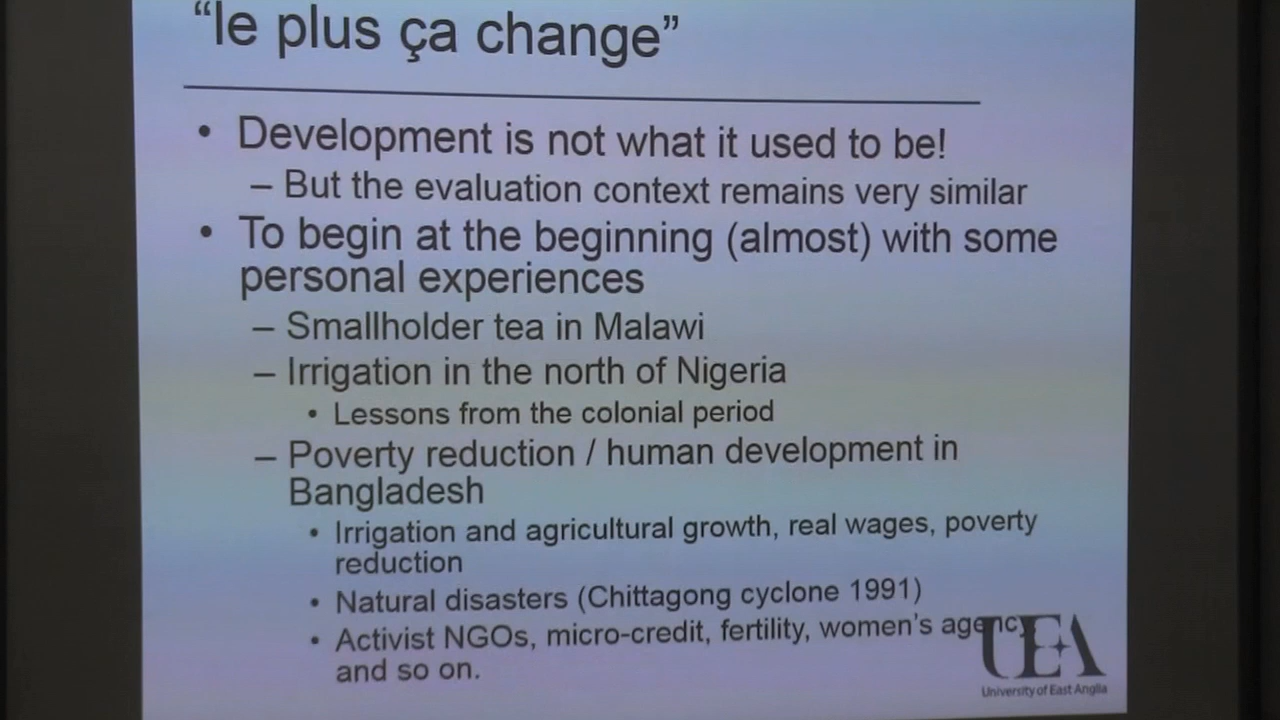 “le plus ça change”
• Development is not what it used to be!
– But the evaluation context remains very similar
• To begin at the beginning (almost) with some
personal experiences
– Smallholder tea in Malawi
– Irrigation in the north of Nigeria
• Lessons from the colonial period
– Poverty reduction / human development in
Bangladesh
• Irrigation and agricultural growth, real wages, poverty
reduction
• Natural disasters (Chittagong cyclone 1991)
• Activist NGOs, micro-credit, fertility, women’s agency
and so on.
UEA
University of East Anglia